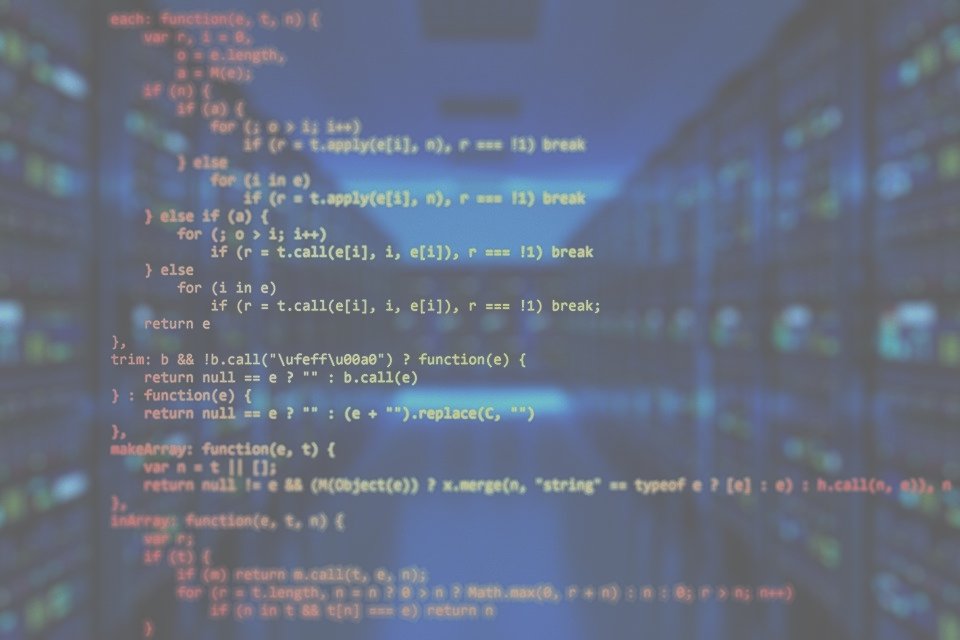 each: function(e, t, n) {
var r, i = 0,
o = e.length,
a = M(e);
if (n) {
if (a) {
for (; o > i; i++)
if (r = t.apply(e[i], n), r === !1) break
} else
for (i in e)
if (r = t.apply(e[i], n), r === !1) break
} else if (a) {
for (; o > i; i++)
if (r = t.call(e[i], i, e[i]), r === !1) break
} else
for (i in e)
if (r = t.call(e[i], i, e[i]), r === !1) break;
return e
},
trim: b && !b.call("\ufeff\u00a0") ? function(e) {
return null == e ? "" : b.call(e)
} : function(e) {
return null == e ? "" : (e + "").replace(C, "")
},
makeArray: function(e, t) {
var n = t || [];
return null != e && (M(Object(e)) ? x.merge(n, "string" == typeof e ? [e] : e) : h.call(n, e)), n
},
inArray: function(e, t, n) {
var r;
if (t) {
if (m) return m.call(t, e, n);
for (r = t.length, n = n ? 0 > n ? Math.max(0, r + n) : n : 0; r > n; n++)
if (n in t && t[n] === e) return n
}